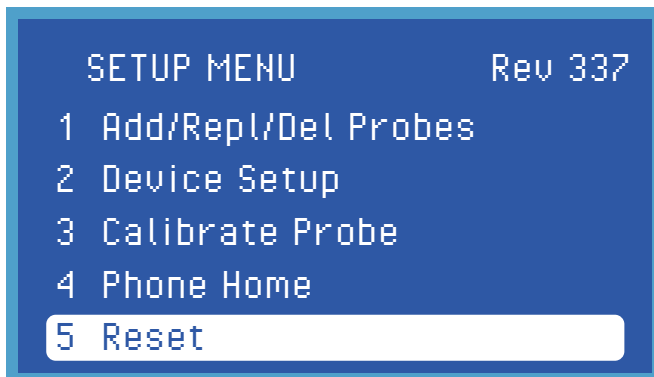 SETUP MENU Rev 337
1 Add/Repl/Del Probes
2 Device Setup
3 Calibrate Probe
4 Phone Home
5 Reset